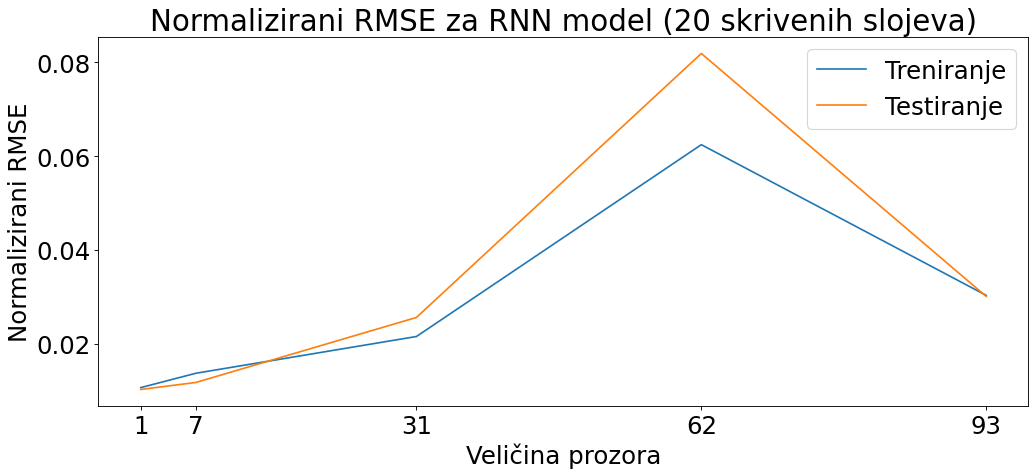 Normalizirani RMSE za RNN model (20 skrivenih slojeva)
Treniranje
Testiranje
Normalizirani RMSE
0.08
0.06
0.04
0.02
1 7 31 62 93
Veličina prozora